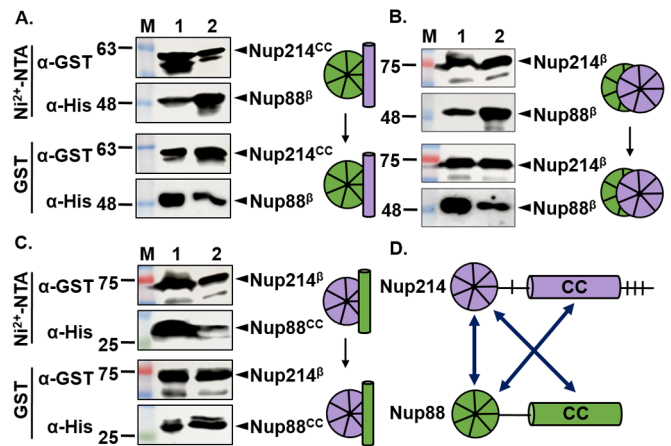 A.
M 1 2
Ni²⁺-NTA
α-GST 63 Nup214ᶜᶜ
α-His 48 Nup88ᵝ
GST
α-GST 63 Nup214ᶜᶜ
α-His 48 Nup88ᵝ
B.
M 1 2
75 Nup214ᵝ
48 Nup88ᵝ
75 Nup214ᵝ
48 Nup88ᵝ
C.
M 1 2
Ni²⁺-NTA
α-GST 75 Nup214ᵝ
α-His 25 Nup88ᶜᶜ
GST
α-GST 75 Nup214ᵝ
α-His 25 Nup88ᶜᶜ
D.
Nup214 CC
Nup88 CC